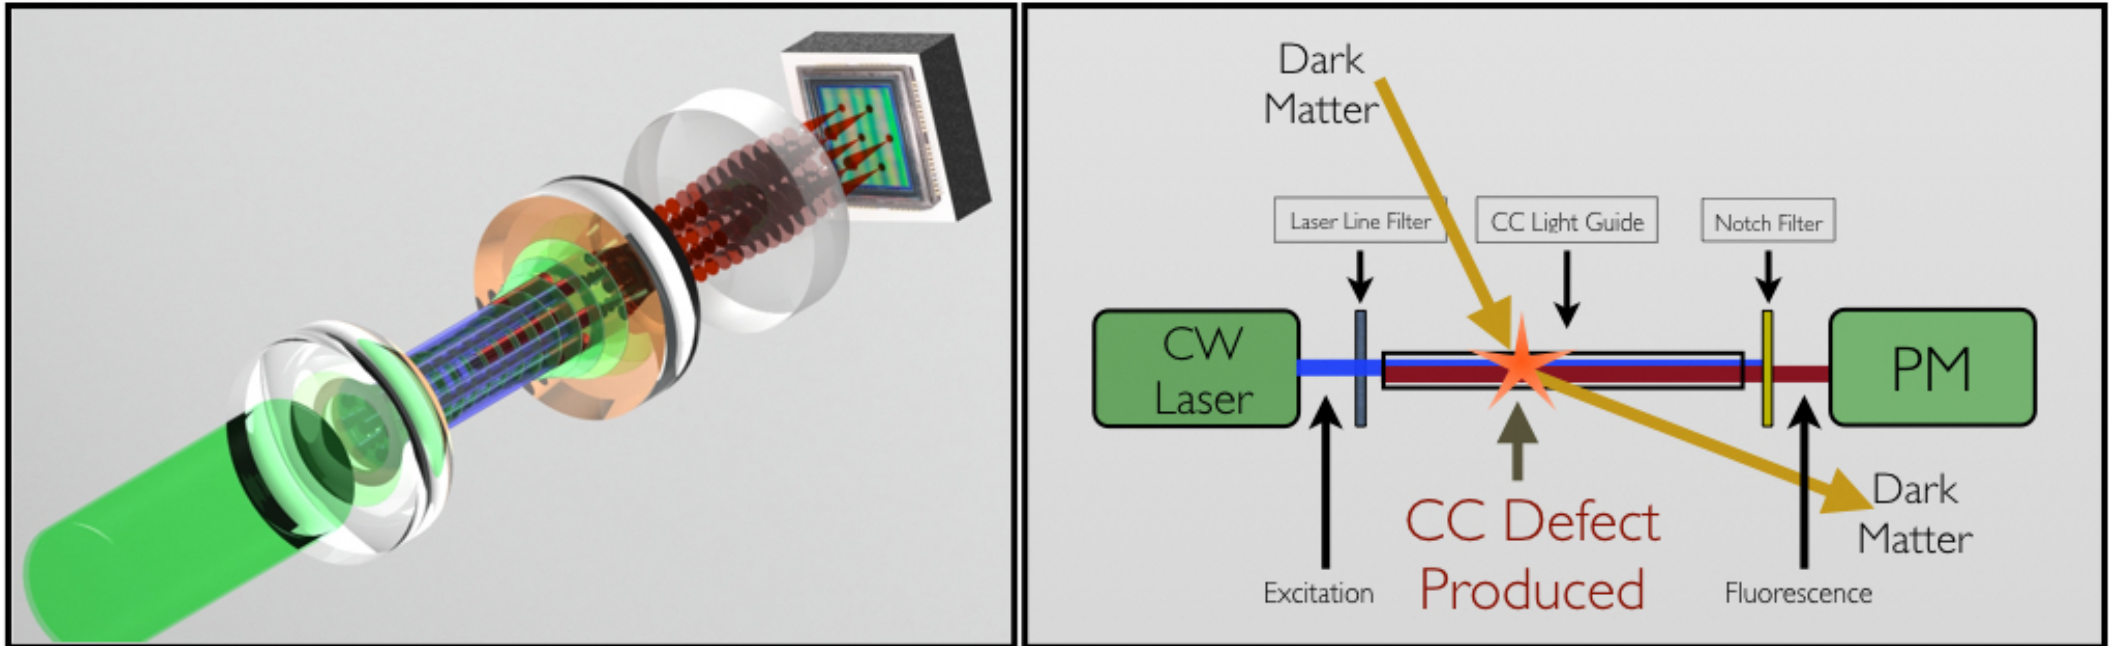 Dark
Matter
Laser Line Filter
CC Light Guide
Notch Filter
CW
Laser
PM
CC Defect
Produced
Dark
Matter
Excitation
Fluorescence